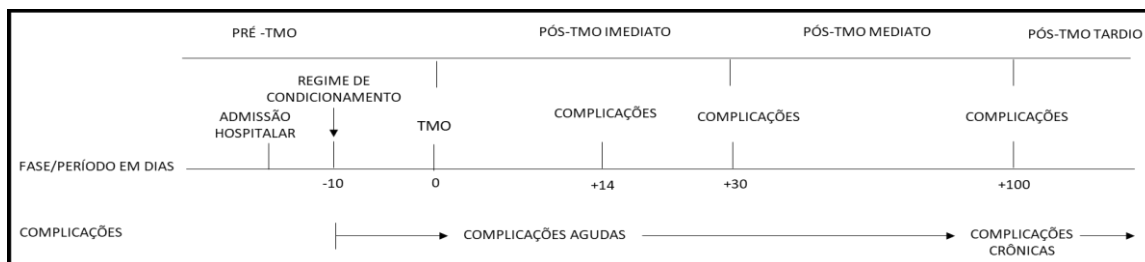 PRÉ -TMO PÓS-TMO IMEDIATO PÓS-TMO MEDIATO PÓS-TMO TARDIO
REGIME DE
CONDICIONAMENTO
ADMISSÃO
HOSPITALAR
TMO
COMPLICAÇÕES COMPLICAÇÕES COMPLICAÇÕES
FASE/PERÍODO EM DIAS
-10 0 +14 +30 +100
COMPLICAÇÕES COMPLICAÇÕES AGUDAS COMPLICAÇÕES
CRÔNICAS